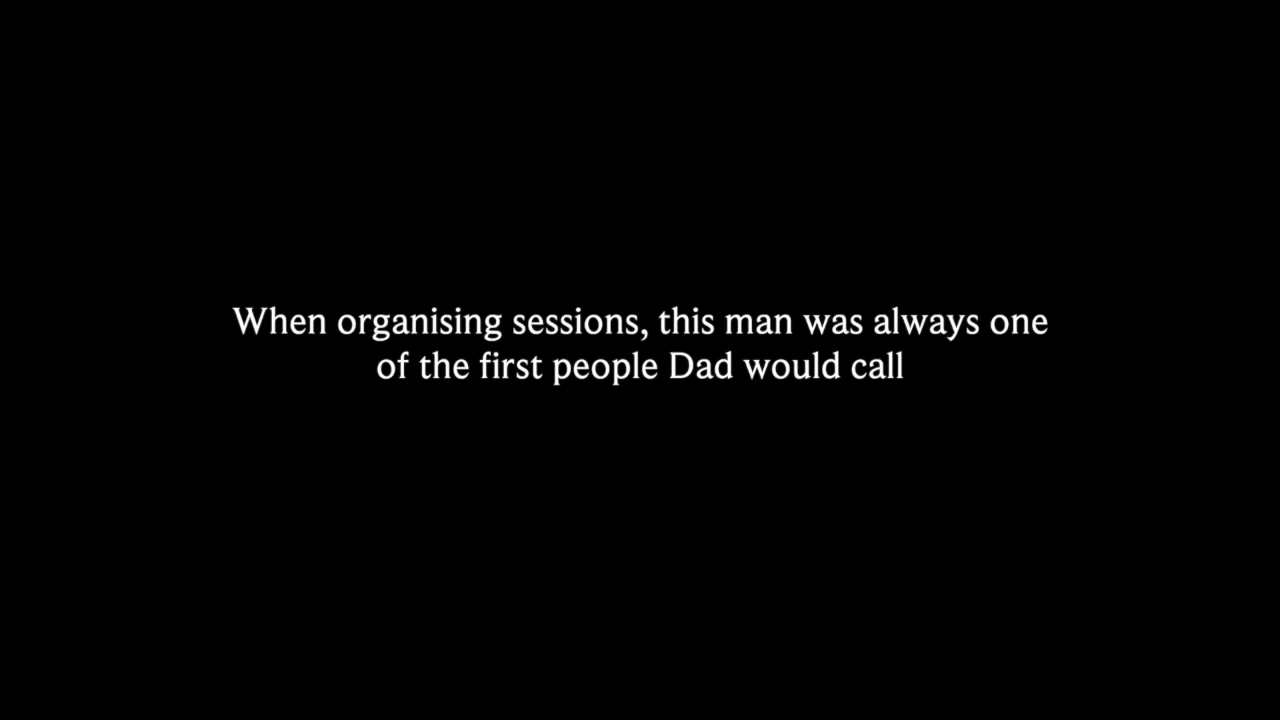 When organising sessions, this man was always one
of the first people Dad would call